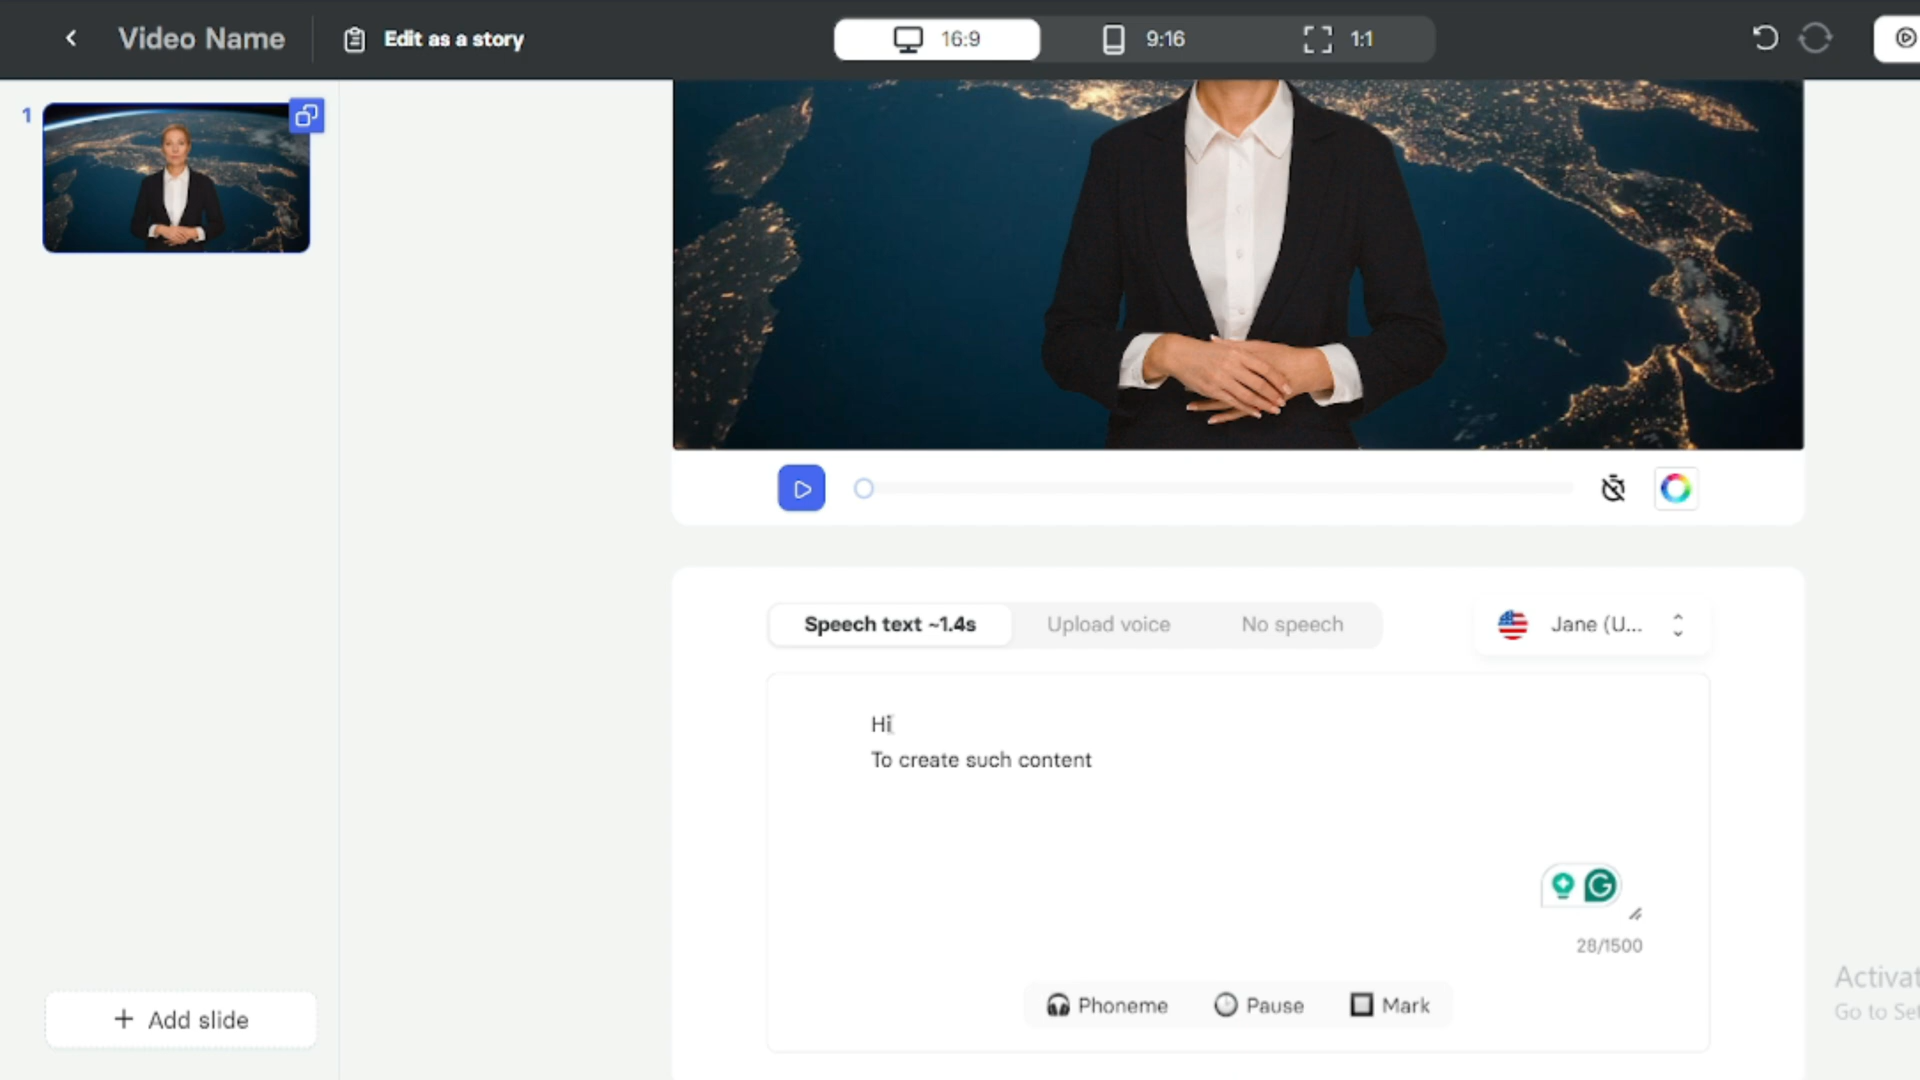 Video Name
Edit as a story
16:9
9:16
1:1
1
Speech text ~1.4s
Upload voice
No speech
Jane (U...
Hi
To create such content
28/1500
Phoneme
Pause
Mark
Add slide
Activat
Go to Set